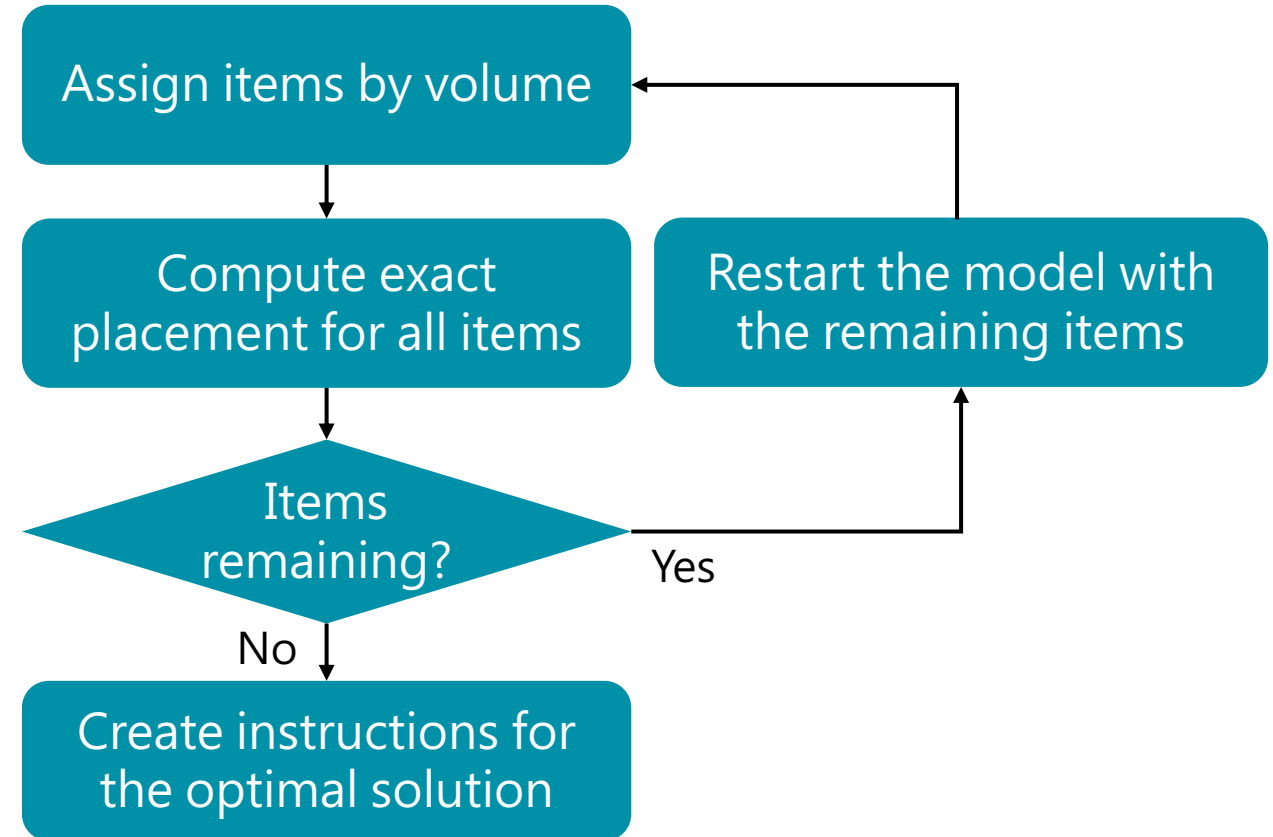 Assign items by volume
Compute exact
placement for all items
Restart the model with
the remaining items
Items
remaining?
Yes
No
Create instructions for
the optimal solution